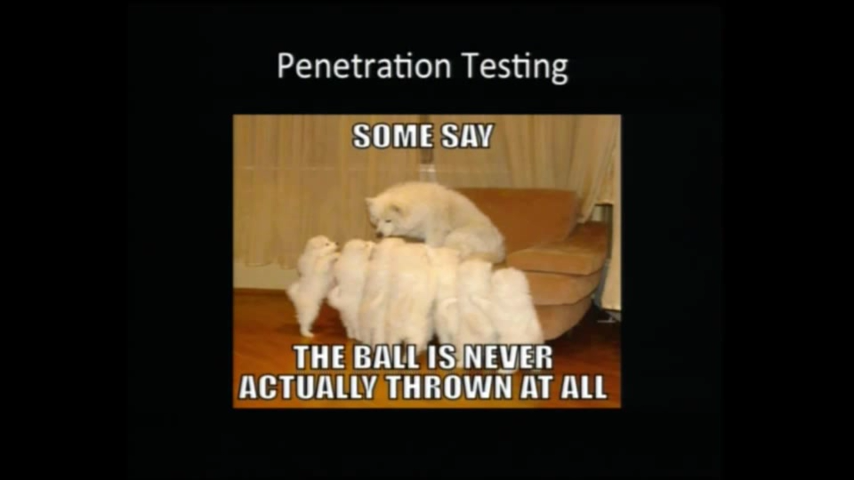 Penetration Testing
SOME SAY
THE BALL IS NEVER
ACTUALLY THROWN AT ALL